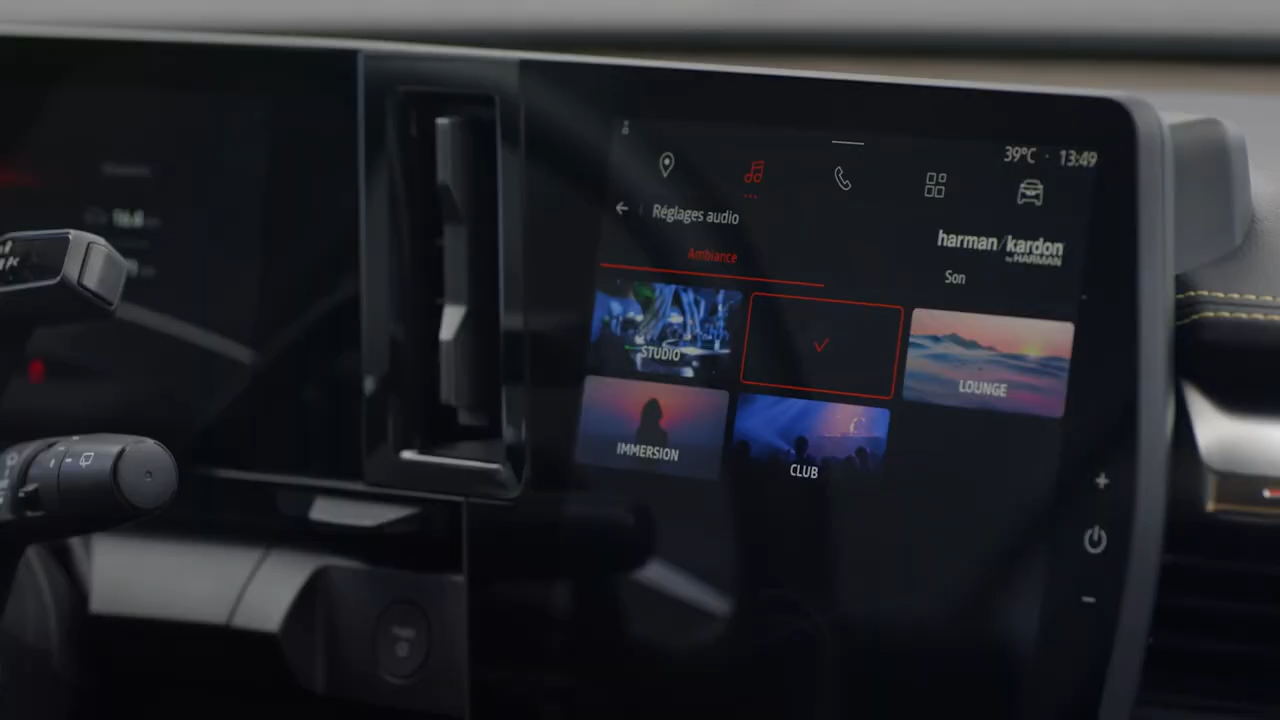 39°C · 13:49
Réglages audio
harman/kardon
by HARMAN
Ambiance
Son
STUDIO
LOUNGE
IMMERSION
CLUB